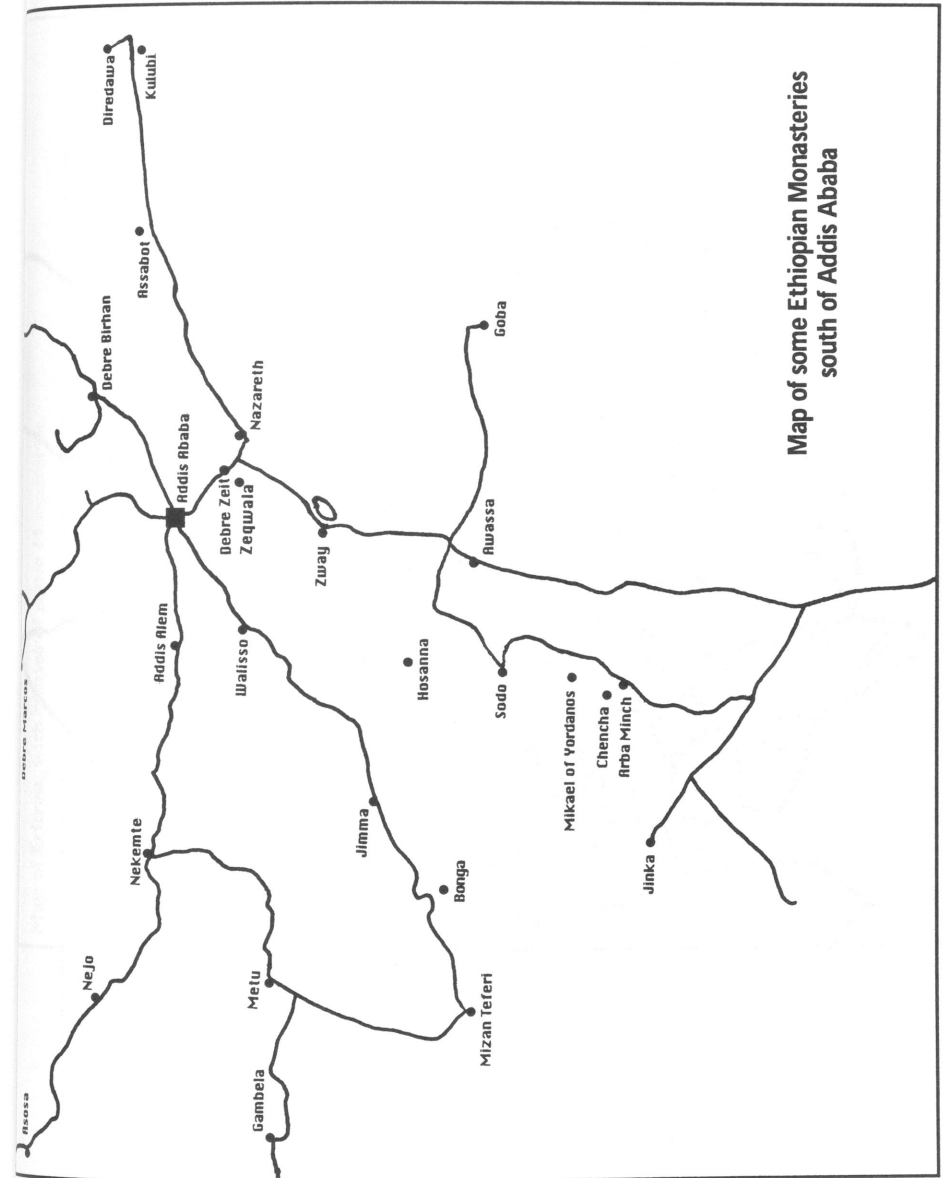 Map of some Ethiopian Monasteries
south of Addis Ababa
Asosa
Debre Marcos
Diredawa
Kulubi
Assabot
Debre Birhan
Nazareth
Addis Ababa
Debre Zeit
Zeqwala
Goba
Zway
Awassa
Addis Alem
Walisso
Hosanna
Sodo
Mikael of Yordanos
Chencha
Arba Minch
Jinka
Nekemte
Jimma
Bonga
Nejo
Metu
Mizan Teferi
Gambela